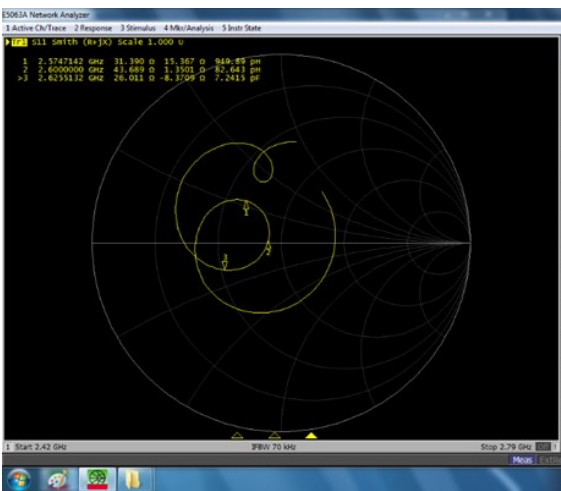 E5063A Network Analyzer
1 Active Ch/Trace 2 Response 3 Stimulus 4 Mkr/Analysis 5 Instr State
Tr1 S11 Smith (R+jX) Scale 1.000 U
1 2.5747142 GHz 31.390 Ω 15.367 Ω 949.89 pH
2 2.6000000 GHz 43.689 Ω 1.3501 Ω 82.643 pH
>3 2.6255132 GHz 26.011 Ω -8.3709 Ω 7.2415 pF
1
3
2
1 Start 2.42 GHz IFBW 70 kHz Stop 2.79 GHz Off
Meas